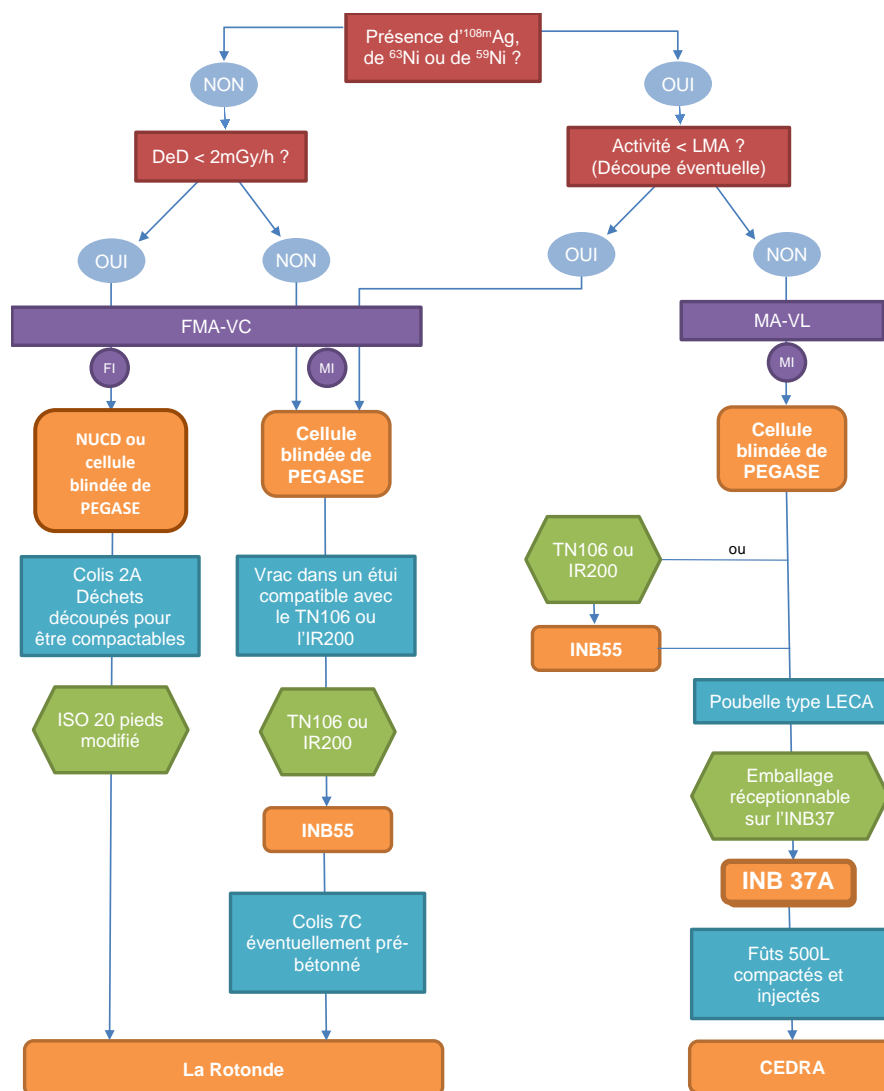 Présence d'108mAg,
de 63Ni ou de 59Ni ?
NON
OUI
DeD < 2mGy/h ?
Activité < LMA ?
(Découpe éventuelle)
OUI
NON
OUI
NON
FMA-VC
MA-VL
FI
MI
MI
NUCD ou
cellule
blindée de
PEGASE
Cellule
blindée de
PEGASE
Cellule
blindée de
PEGASE
TN106 ou
IR200
ou
INB55
Colis 2A
Déchets
découpés pour
être compactables
Vrac dans un étui
compatible avec
le TN106 ou
l'IR200
Poubelle type LECA
ISO 20 pieds
modifié
TN106 ou
IR200
Emballage
réceptionnable
sur l'INB37
INB55
INB 37A
Colis 7C
éventuellement pré-
bétonné
Fûts 500L
compactés et
injectés
La Rotonde
CEDRA